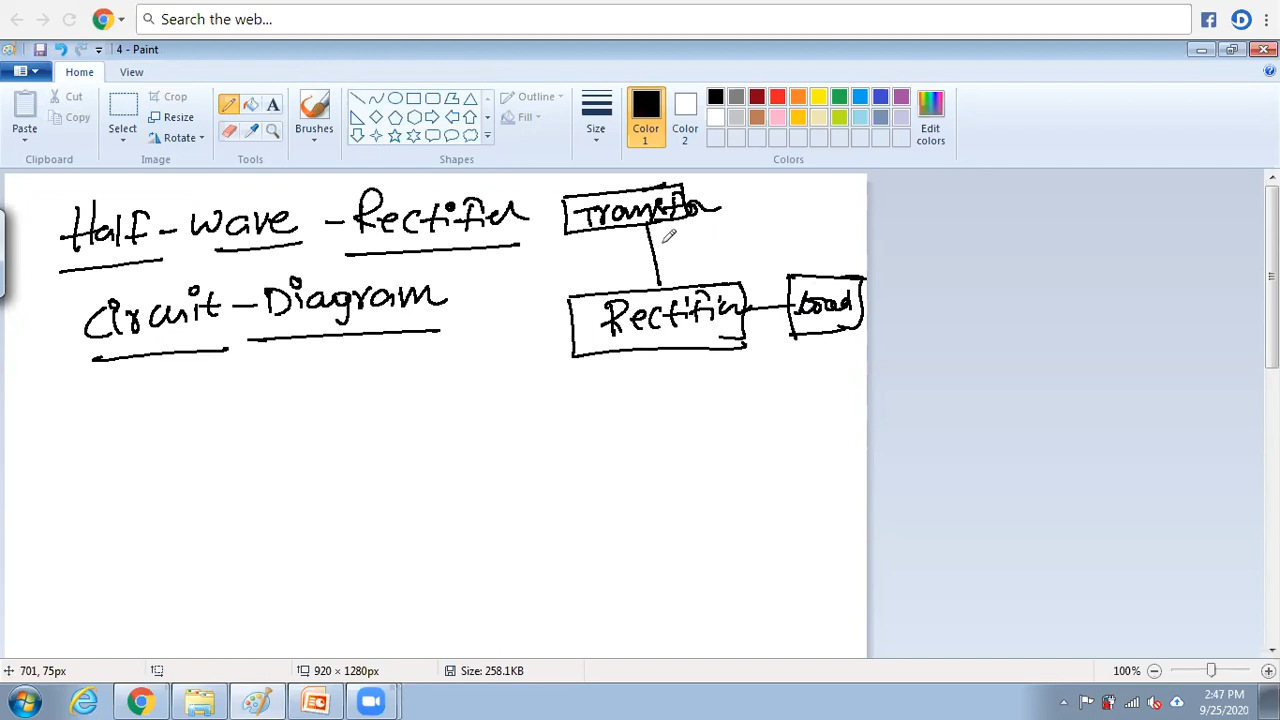 Search the web...
4 - Paint
Home View
Paste
Cut
Copy
Clipboard
Select
Crop
Resize
Rotate
Image
Tools
Brushes
Shapes
Outline
Fill
Size
Color 1
Color 2
Colors
Edit colors
Half - wave - Rectifier
Circuit - Diagram
Rectifier
Load
701, 75px
920 × 1280px
Size: 258.1KB
100%
2:47 PM
9/25/2020